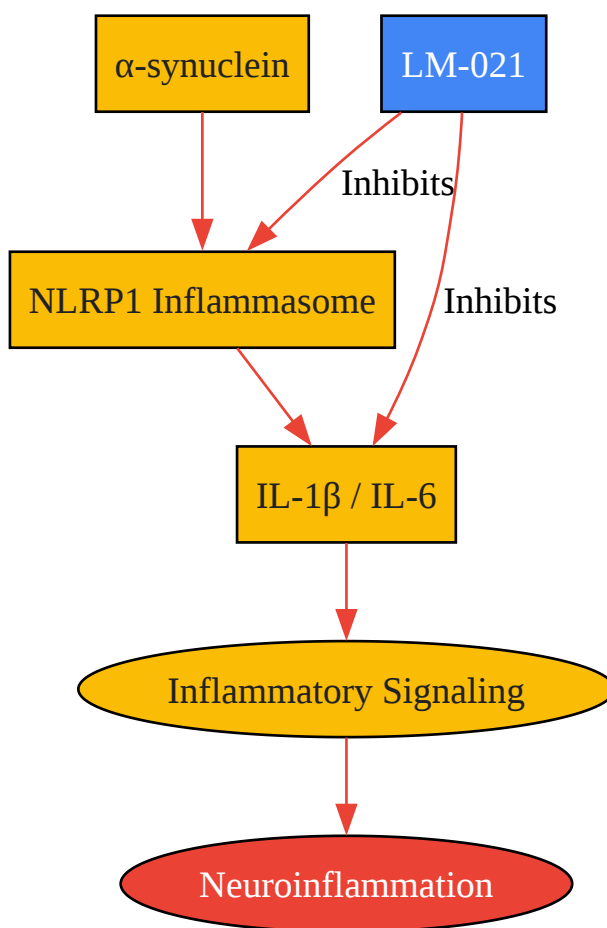 α-synuclein
LM-021
Inhibits
NLRP1 Inflammasome
Inhibits
IL-1β / IL-6
Inflammatory Signaling
Neuroinflammation